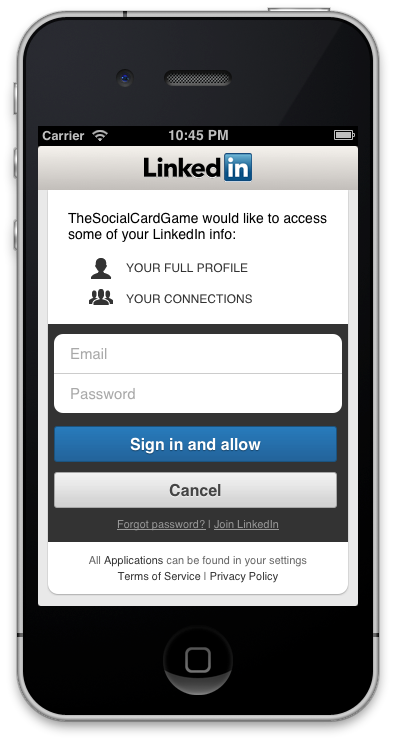 Carrier 10:45 PM
Linked in
TheSocialCardGame would like to access
some of your LinkedIn info:
YOUR FULL PROFILE
YOUR CONNECTIONS
Email
Password
Sign in and allow
Cancel
Forgot password? | Join LinkedIn
All Applications can be found in your settings
Terms of Service | Privacy Policy